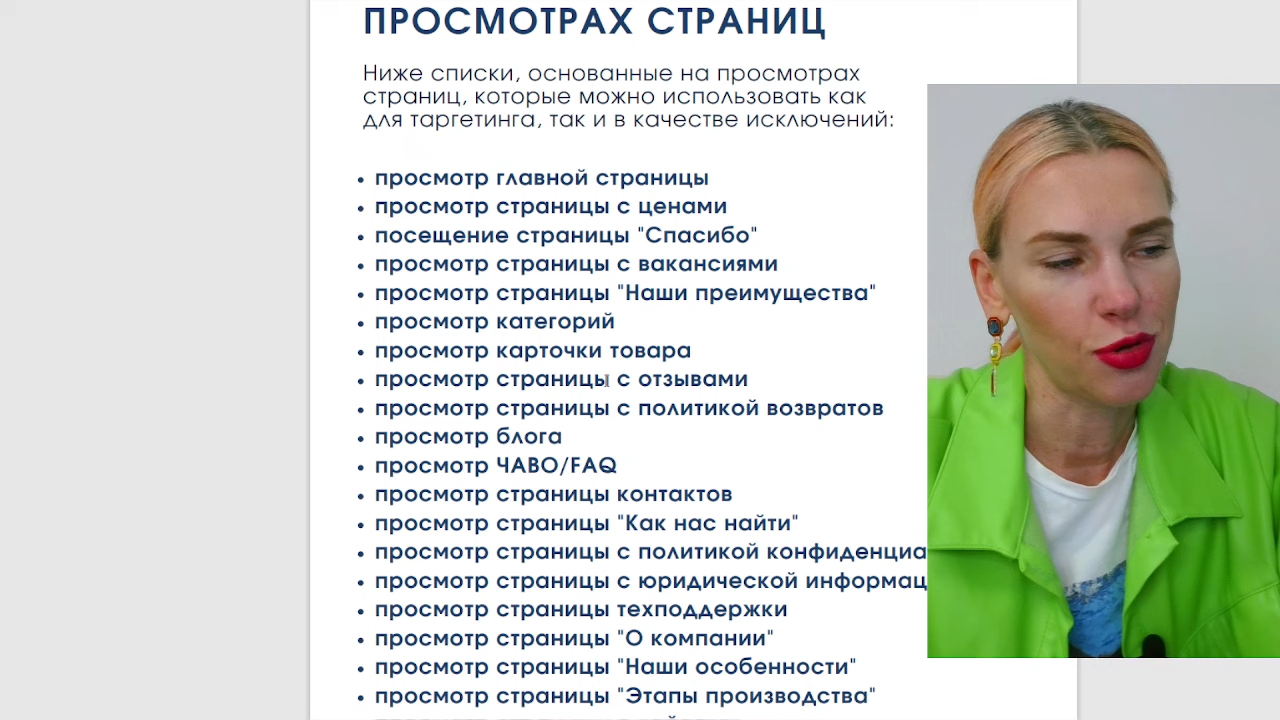 ПРОСМОТРАХ СТРАНИЦ
Ниже списки, основанные на просмотрах
страниц, которые можно использовать как
для таргетинга, так и в качестве исключений:
• просмотр главной страницы
• просмотр страницы с ценами
• посещение страницы "Спасибо"
• просмотр страницы с вакансиями
• просмотр страницы "Наши преимущества"
• просмотр категорий
• просмотр карточки товара
• просмотр страницы с отзывами
• просмотр страницы с политикой возвратов
• просмотр блога
• просмотр ЧАВО/FAQ
• просмотр страницы контактов
• просмотр страницы "Как нас найти"
• просмотр страницы с политикой конфиденциа
• просмотр страницы с юридической информац
• просмотр страницы техподдержки
• просмотр страницы "О компании"
• просмотр страницы "Наши особенности"
• просмотр страницы "Этапы производства"